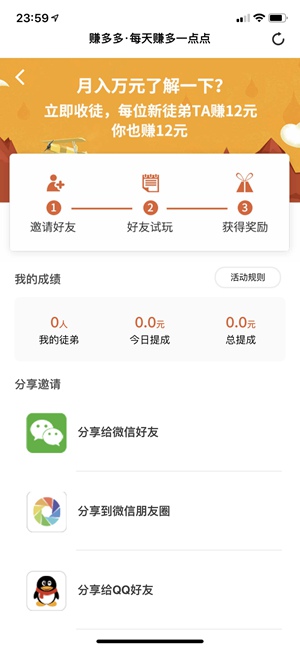 23:59
赚多多·每天赚多一点点
月入万元了解一下？
立即收徒，每位新徒弟TA赚12元
你也赚12元
1 2 3
邀请好友 好友试玩 获得奖励
我的成绩 活动规则
0人 0.0元 0.0元
我的徒弟 今日提成 总提成
分享邀请
分享给微信好友
分享到微信朋友圈
分享给QQ好友